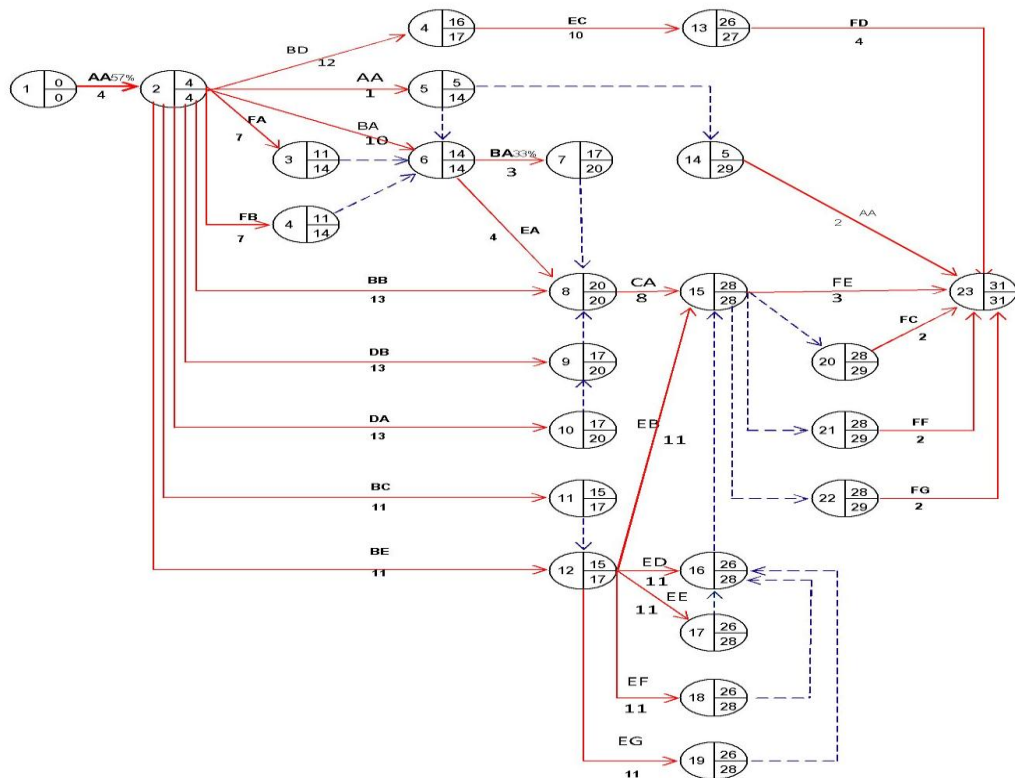 4 16 17
EC 10
13 26 27
FD 4
BD 12
1 0 0
AA57% 4
2 4 4
AA 1
5 5 14
FA 7
BA 10
3 11 14
6 14 14
BA33% 3
7 17 20
14 5 29
FB 7
4 11 14
EA 4
2 AA
BB 13
8 20 20
CA 8
15 28 28
FE 3
23 31 31
FC 2
DB 13
9 17 20
20 28 29
DA 13
10 17 20
EB 11
21 28 29
FF 2
BC 11
11 15 17
22 28 29
FG 2
BE 11
12 15 17
ED 11
16 26 28
EE 11
17 26 28
EF 11
18 26 28
EG 11
19 26 28